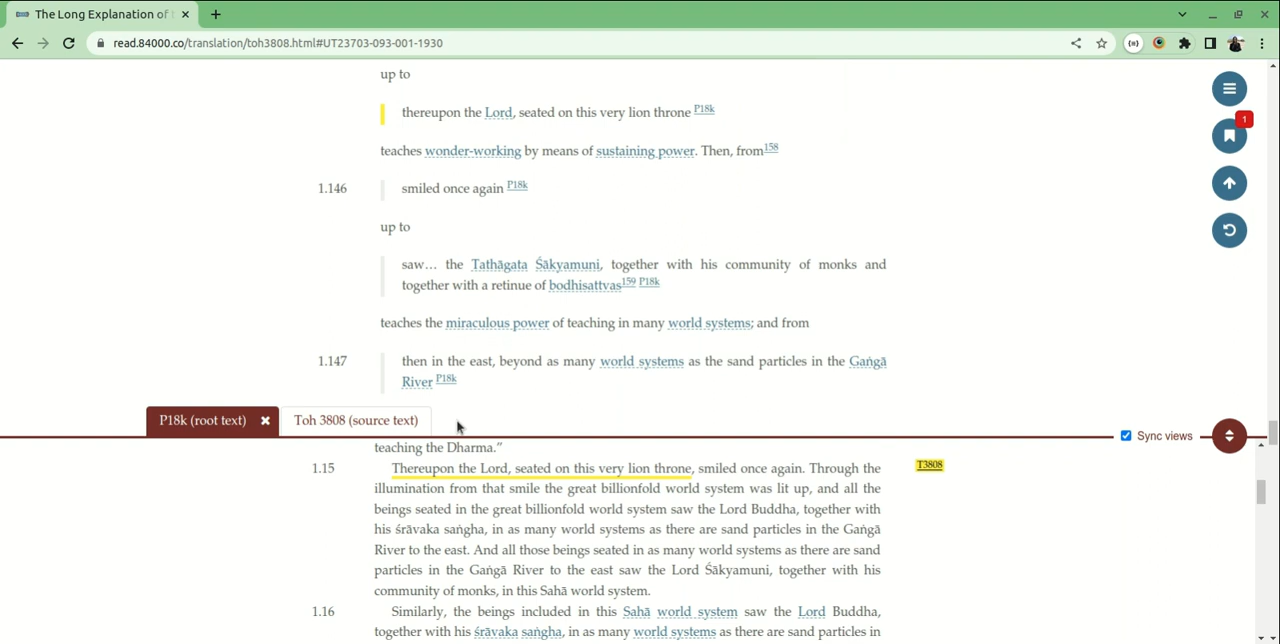 The Long Explanation of t
read.84000.co/translation/toh3808.html#UT23703-093-001-1930
up to
thereupon the Lord, seated on this very lion throne P18k
teaches wonder-working by means of sustaining power. Then, from158
1.146 smiled once again P18k
up to
saw… the Tathāgata Śākyamuni, together with his community of monks and
together with a retinue of bodhisattvas159 P18k
teaches the miraculous power of teaching in many world systems; and from
1.147 then in the east, beyond as many world systems as the sand particles in the Gaṅgā
River P18k
1
P18k (root text) Toh 3808 (source text)
Sync views
teaching the Dharma.”
1.15 Thereupon the Lord, seated on this very lion throne, smiled once again. Through the T3808
illumination from that smile the great billionfold world system was lit up, and all the
beings seated in the great billionfold world system saw the Lord Buddha, together with
his śrāvaka saṅgha, in as many world systems as there are sand particles in the Gaṅgā
River to the east. And all those beings seated in as many world systems as there are sand
particles in the Gaṅgā River to the east saw the Lord Śākyamuni, together with his
community of monks, in this Sahā world system.
1.16 Similarly, the beings included in this Sahā world system saw the Lord Buddha,
together with his śrāvaka saṅgha, in as many world systems as there are sand particles in